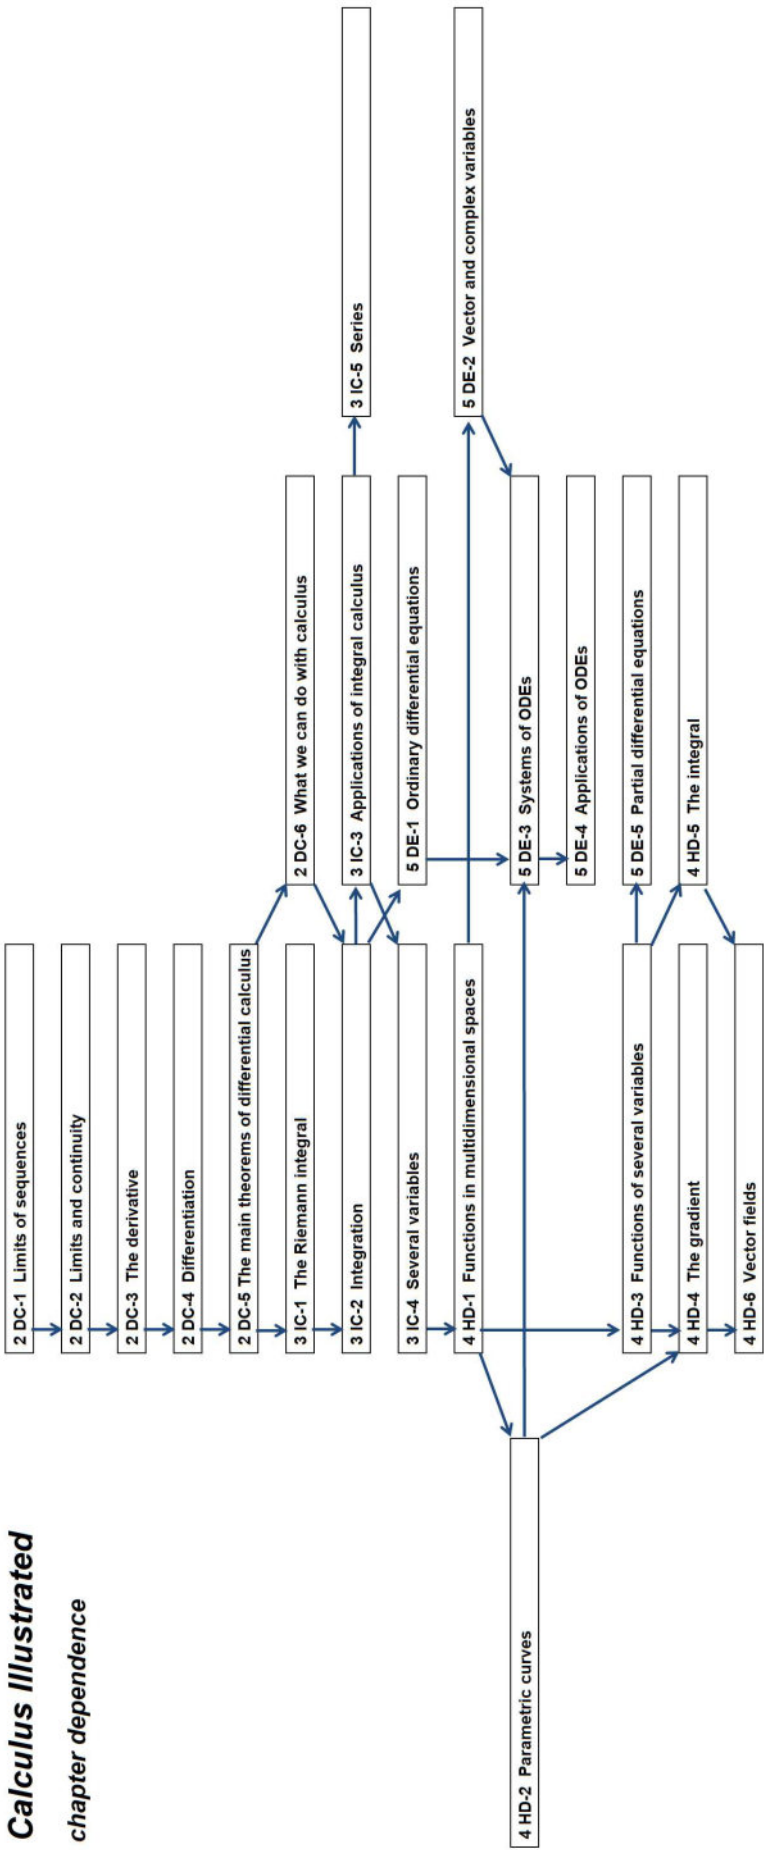 Calculus Illustrated
chapter dependence
2 DC-1 Limits of sequences
2 DC-2 Limits and continuity
2 DC-3 The derivative
2 DC-4 Differentiation
2 DC-5 The main theorems of differential calculus
2 DC-6 What we can do with calculus
3 IC-1 The Riemann integral
3 IC-2 Integration
3 IC-3 Applications of integral calculus
3 IC-5 Series
3 IC-4 Several variables
5 DE-1 Ordinary differential equations
4 HD-1 Functions in multidimensional spaces
5 DE-2 Vector and complex variables
4 HD-2 Parametric curves
5 DE-3 Systems of ODEs
5 DE-4 Applications of ODEs
4 HD-3 Functions of several variables
5 DE-5 Partial differential equations
4 HD-4 The gradient
4 HD-5 The integral
4 HD-6 Vector fields